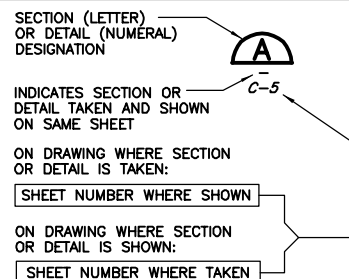 SECTION (LETTER)
OR DETAIL (NUMERAL)
DESIGNATION
A
–
C-5
INDICATES SECTION OR
DETAIL TAKEN AND SHOWN
ON SAME SHEET
ON DRAWING WHERE SECTION
OR DETAIL IS TAKEN:
SHEET NUMBER WHERE SHOWN
ON DRAWING WHERE SECTION
OR DETAIL IS SHOWN:
SHEET NUMBER WHERE TAKEN